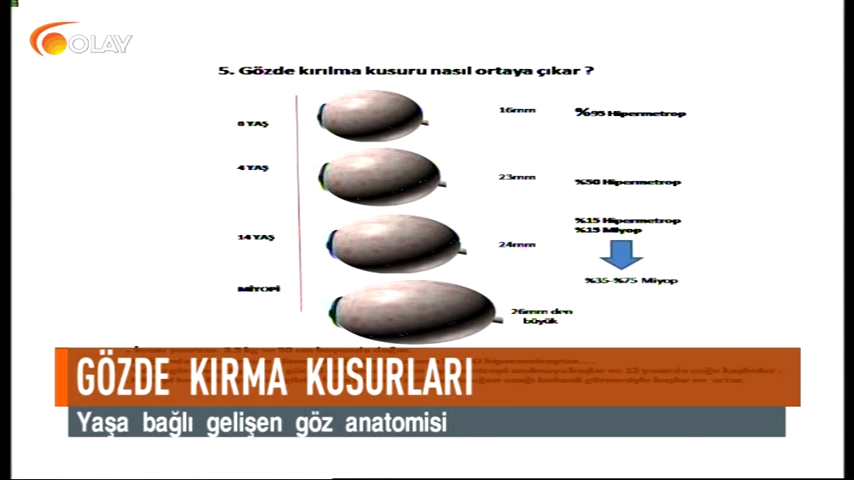 OLAY
5. Gözde kırılma kusuru nasıl ortaya çıkar ?
0 YAŞ
16mm
%95 Hipermetrop
4 YAŞ
23mm
%50 Hipermetrop
14 YAŞ
24mm
%15 Hipermetrop
%15 Miyop
%35-%75 Miyop
MİYOPİ
26mm den
büyük
GÖZDE KIRMA KUSURLARI
Yaşa bağlı gelişen göz anatomisi